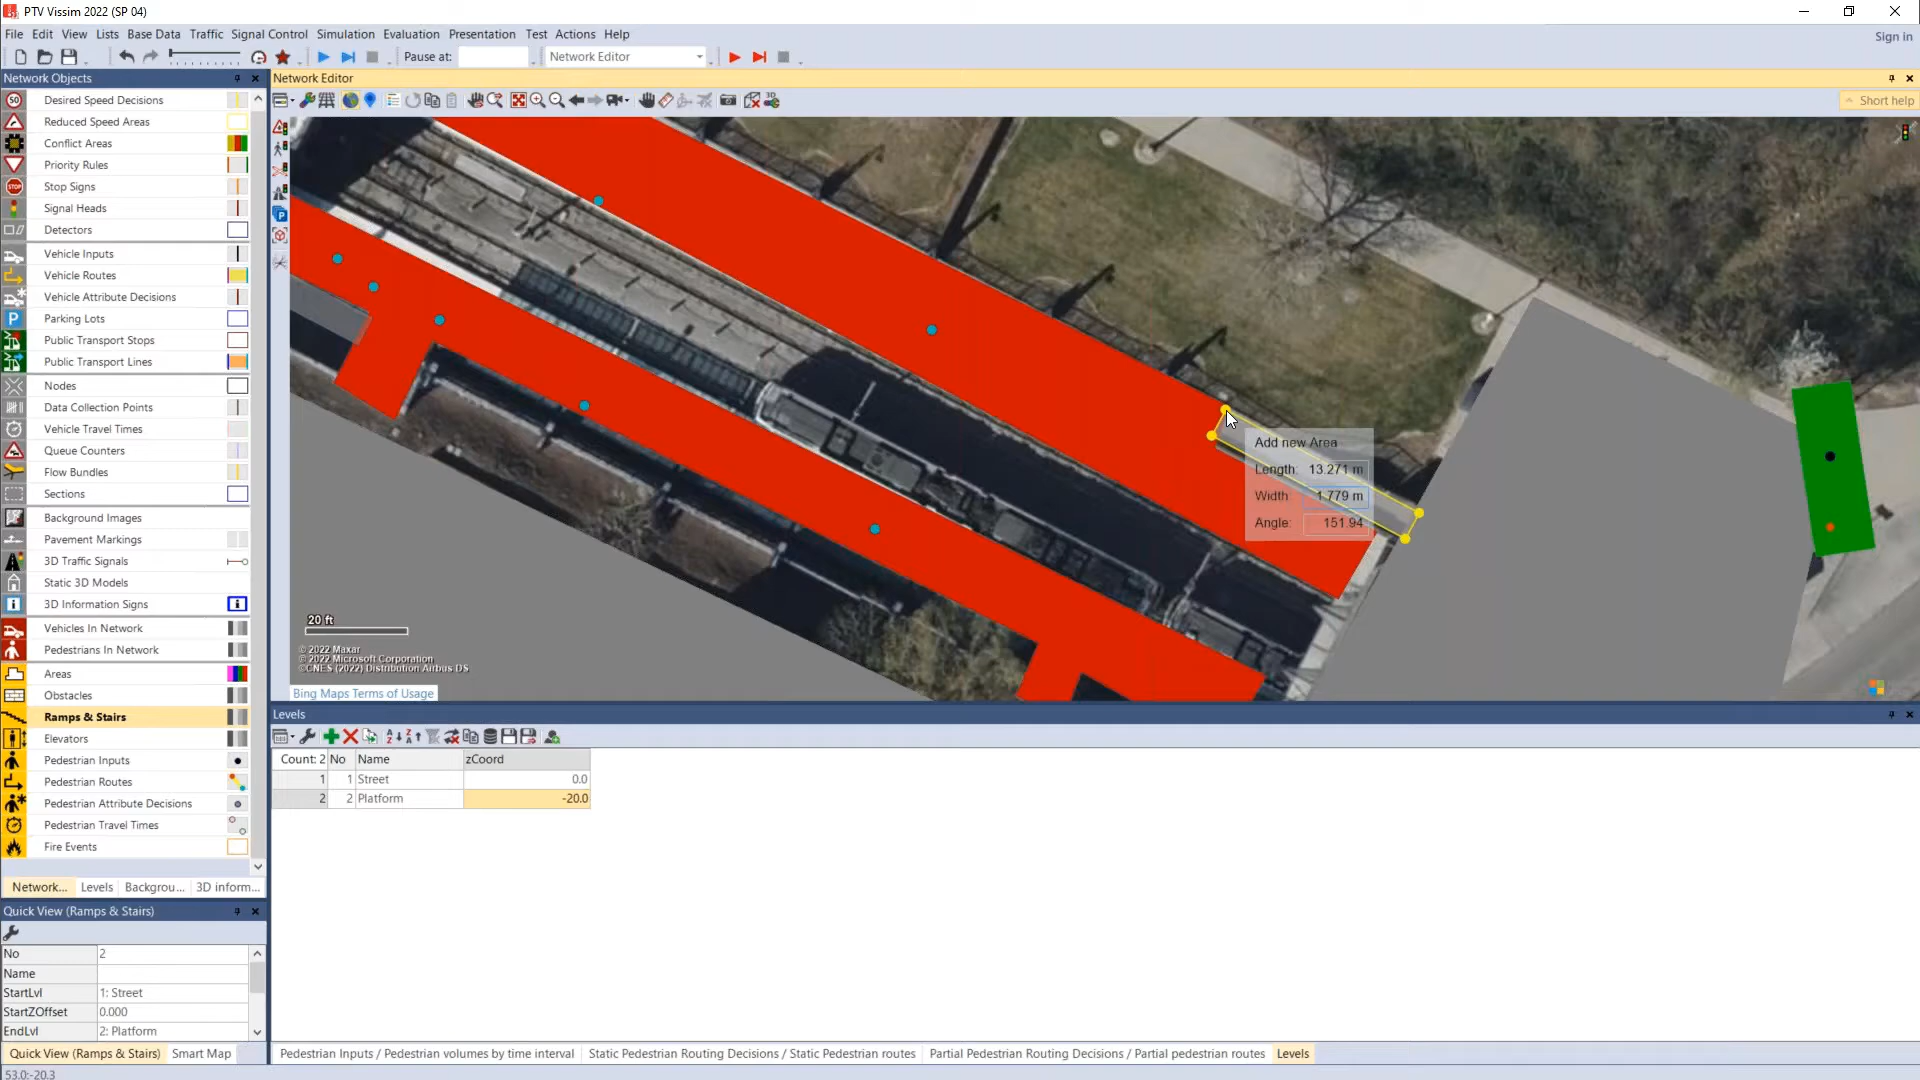 PTV Vissim 2022 (SP 04)
File Edit View Lists Base Data Traffic Signal Control Simulation Evaluation Presentation Test Actions Help
Sign in
Pause at: Network Editor
Network Objects
Network Editor
Short help
Desired Speed Decisions
Reduced Speed Areas
Conflict Areas
Priority Rules
Stop Signs
Signal Heads
Detectors
Vehicle Inputs
Vehicle Routes
Vehicle Attribute Decisions
Parking Lots
Public Transport Stops
Public Transport Lines
Nodes
Data Collection Points
Vehicle Travel Times
Queue Counters
Flow Bundles
Sections
Background Images
Pavement Markings
3D Traffic Signals
Static 3D Models
3D Information Signs
Vehicles In Network
Pedestrians In Network
Areas
Obstacles
Ramps & Stairs
Elevators
Pedestrian Inputs
Pedestrian Routes
Pedestrian Attribute Decisions
Pedestrian Travel Times
Fire Events
Network... Levels Backgrou... 3D inform...
Quick View (Ramps & Stairs)
No 2
Name
StartLvl 1: Street
StartZOffset 0.000
EndLvl 2: Platform
Quick View (Ramps & Stairs) Smart Map
53.0:-20.3
Add new Area
Length: 13.271 m
Width: 1.779 m
Angle: 151.94
20 ft
© 2022 Maxar
© 2022 Microsoft Corporation
©CNES (2022) Distribution Airbus DS
Bing Maps Terms of Usage
Levels
Count: 2 No Name zCoord
1 1 Street 0.0
2 2 Platform -20.0
Pedestrian Inputs / Pedestrian volumes by time interval Static Pedestrian Routing Decisions / Static Pedestrian routes Partial Pedestrian Routing Decisions / Partial pedestrian routes Levels